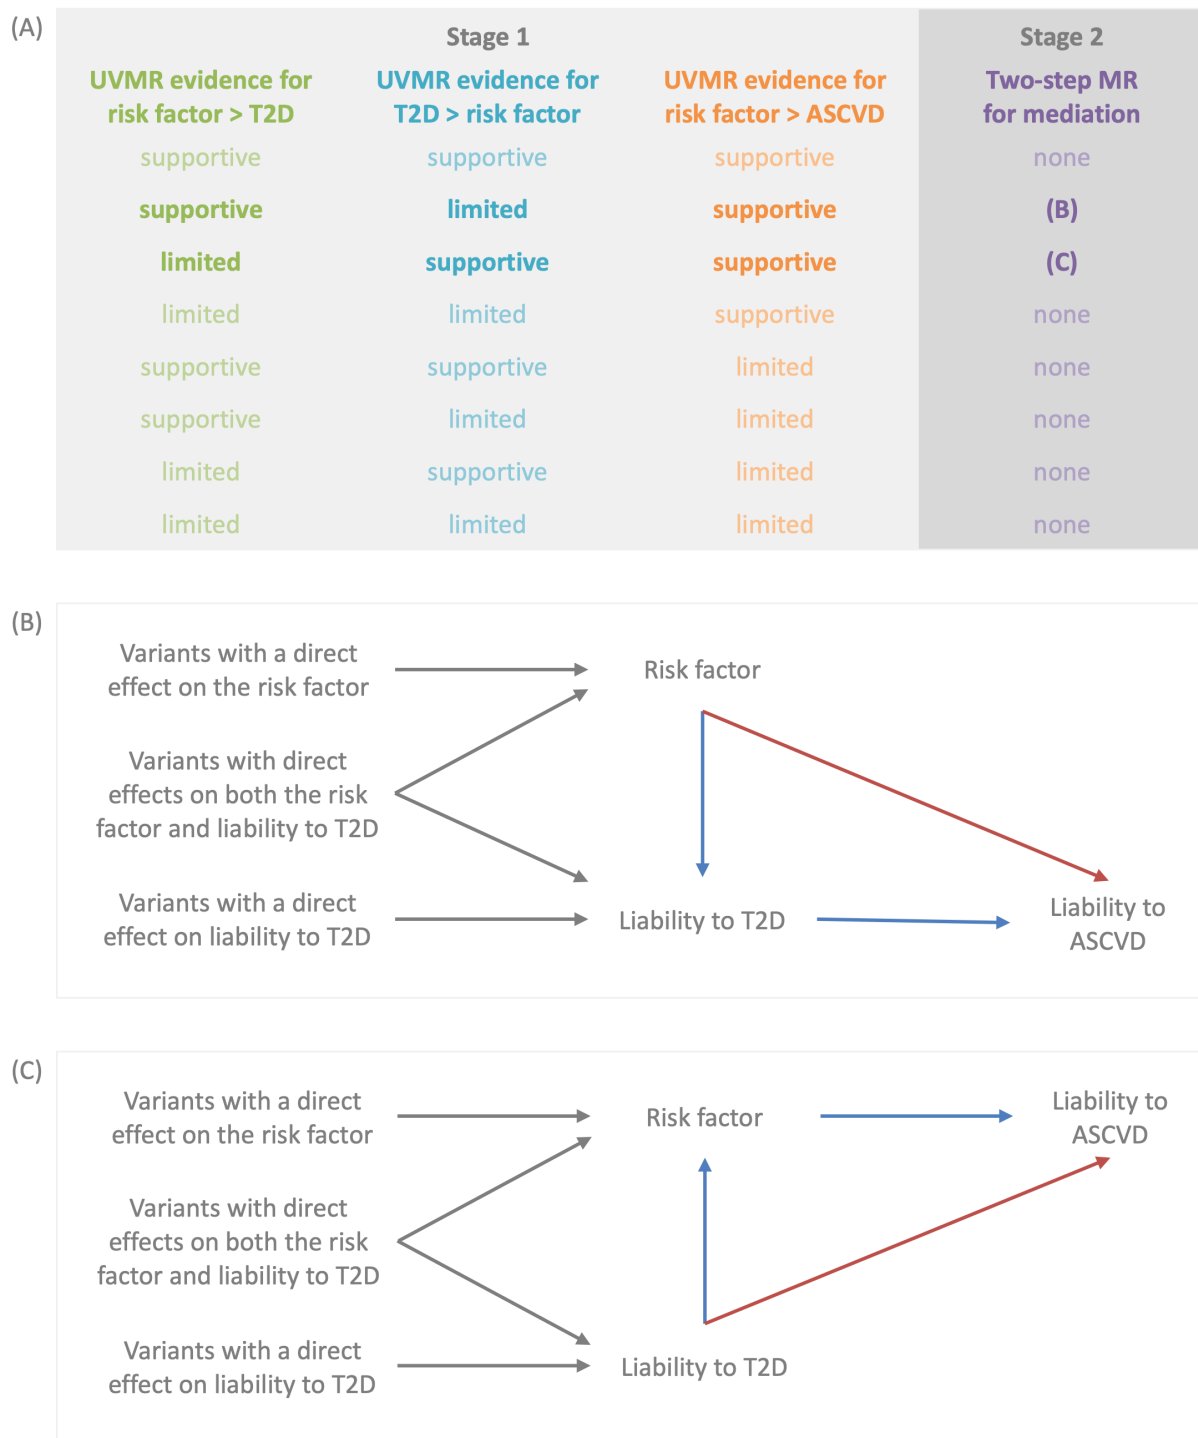 (A)
Stage 1
Stage 2
UVMR evidence for
risk factor > T2D
UVMR evidence for
T2D > risk factor
UVMR evidence for
risk factor > ASCVD
Two-step MR
for mediation
supportive supportive supportive none
supportive limited supportive (B)
limited supportive supportive (C)
limited limited supportive none
supportive supportive limited none
supportive limited limited none
limited supportive limited none
limited limited limited none
(B)
Variants with a direct
effect on the risk factor
Risk factor
Variants with direct
effects on both the risk
factor and liability to T2D
Variants with a direct
effect on liability to T2D
Liability to T2D
Liability to
ASCVD
(C)
Variants with a direct
effect on the risk factor
Risk factor
Liability to
ASCVD
Variants with direct
effects on both the risk
factor and liability to T2D
Variants with a direct
effect on liability to T2D
Liability to T2D